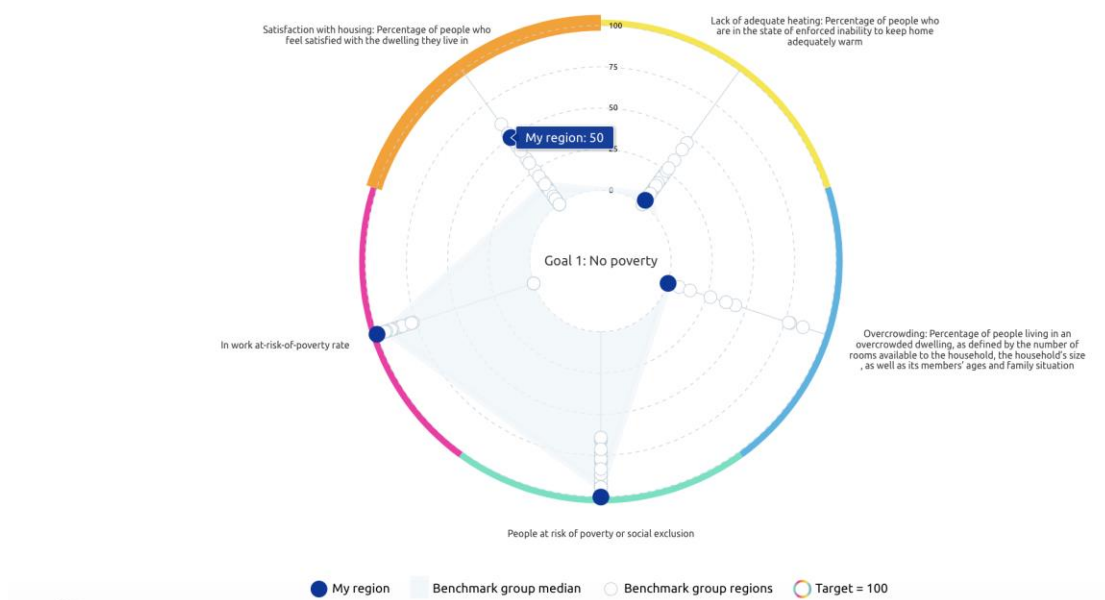 Satisfaction with housing: Percentage of people who
feel satisfied with the dwelling they live in
Lack of adequate heating: Percentage of people who
are in the state of enforced inability to keep home
adequately warm
100
75
50
My region: 50
25
0
Goal 1: No poverty
In work at-risk-of-poverty rate
Overcrowding: Percentage of people living in an
overcrowded dwelling, as defined by the number of
rooms available to the household, the household's size
, as well as its members' ages and family situation
People at risk of poverty or social exclusion
My region
Benchmark group median
Benchmark group regions
Target = 100